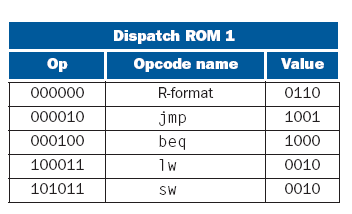 Dispatch ROM 1
Op Opcode name Value
000000 R-format 0110
000010 jmp 1001
000100 beq 1000
100011 lw 0010
101011 sw 0010